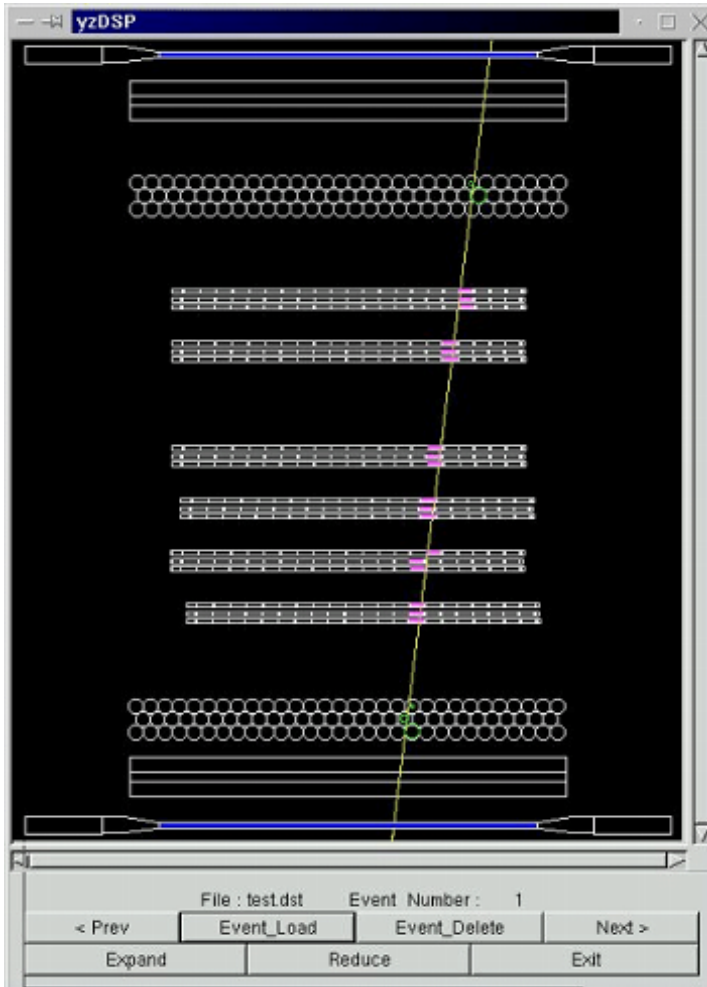 yzDSP
File : test.dst Event Number : 1
< Prev Event_Load Event_Delete Next >
Expand Reduce Exit